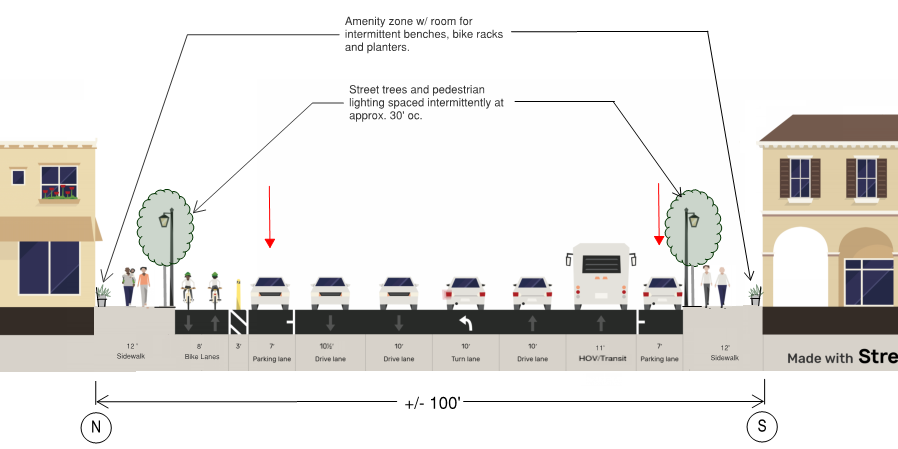 Amenity zone w/ room for
intermittent benches, bike racks
and planters.
Street trees and pedestrian
lighting spaced intermittently at
approx. 30' oc.
12 ' 8' 3' 7' 10½' 10' 10' 10' 11' 7' 12'
Sidewalk Bike Lanes Parking lane Drive lane Drive lane Turn lane Drive lane HOV/Transit Parking lane Sidewalk
Made with Stre
+/- 100'
N S